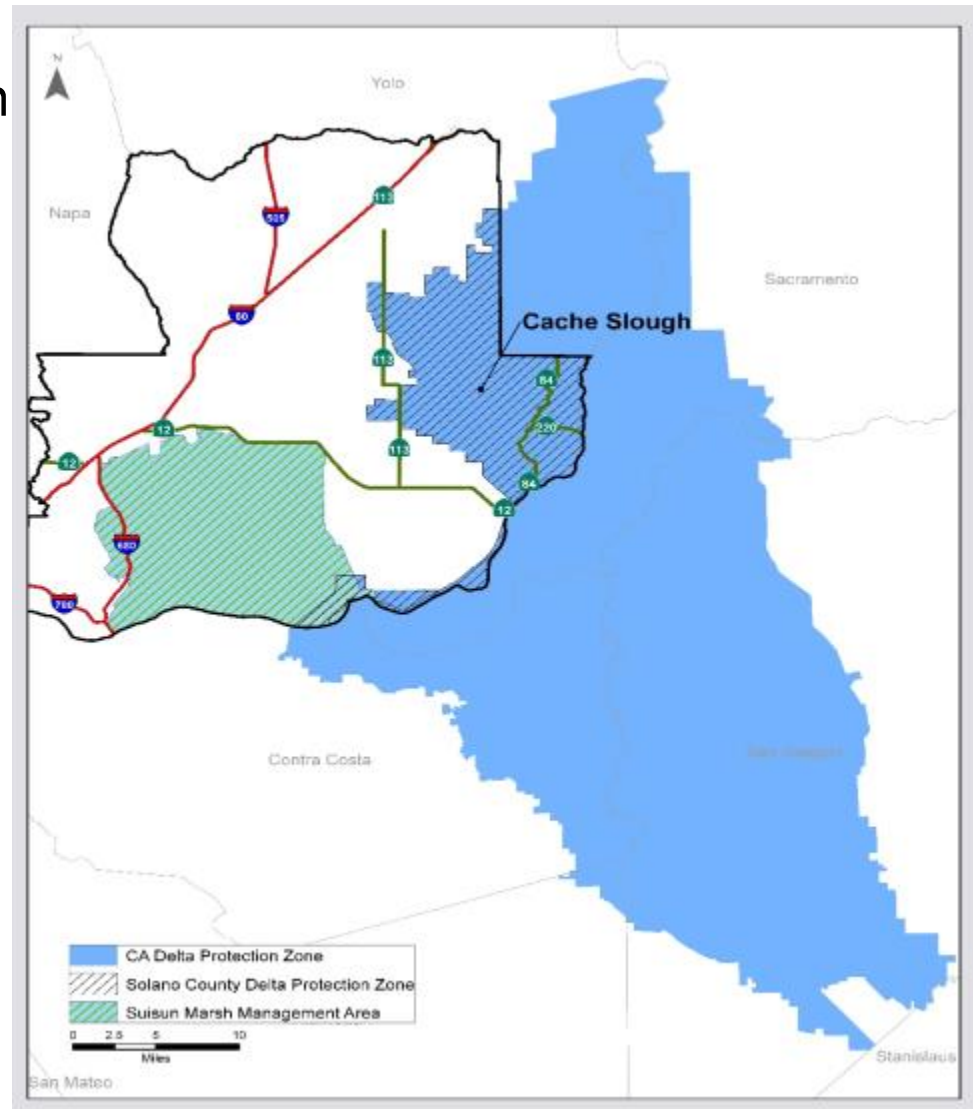 n
N
Yolo
113
Napa
505
Sacramento
80
Cache Slough
113
84
12
220
12
113
84
12
680
780
Contra Costa
San Joaquin
CA Delta Protection Zone
Solano County Delta Protection Zone
Suisun Marsh Management Area
0 2.5 5 10
Miles
Stanislaus
San Mateo